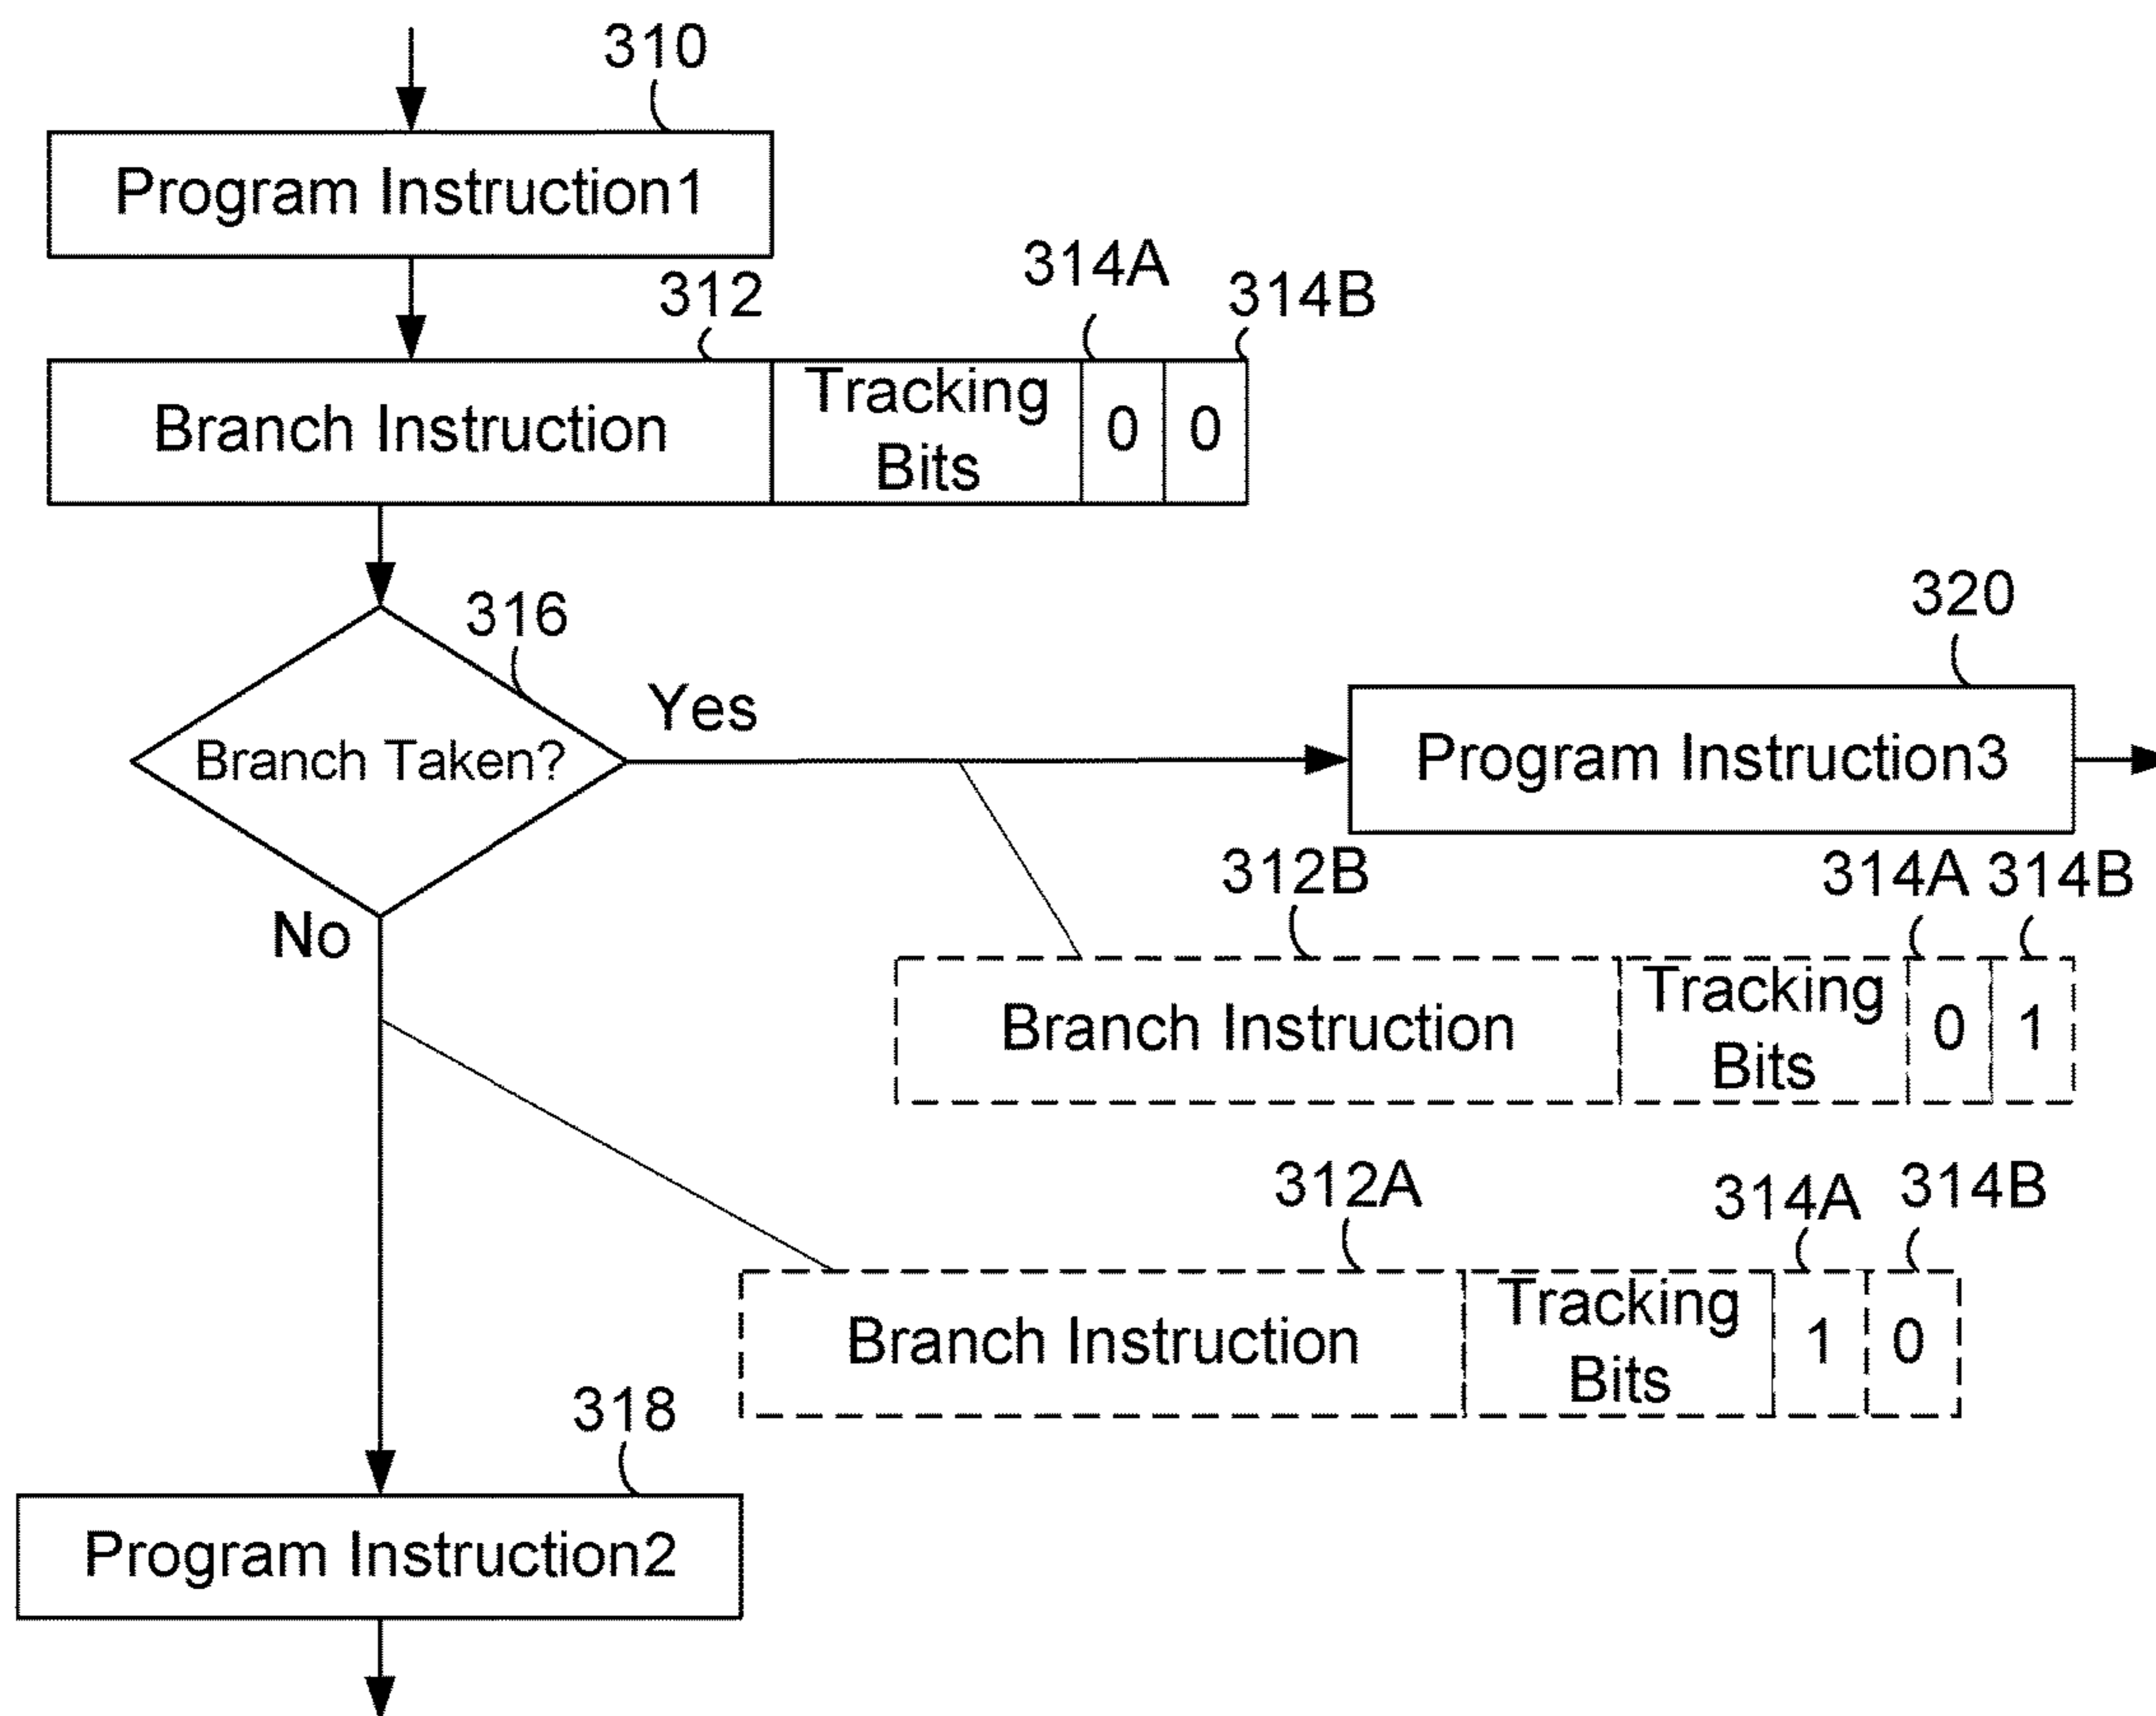 310
Program Instruction1
312
314A
314B
Branch Instruction
Tracking
Bits
0
0
316
Branch Taken?
Yes
320
Program Instruction3
No
312B
314A
314B
Branch Instruction
Tracking
Bits
0
1
312A
314A
314B
Branch Instruction
Tracking
Bits
1
0
318
Program Instruction2